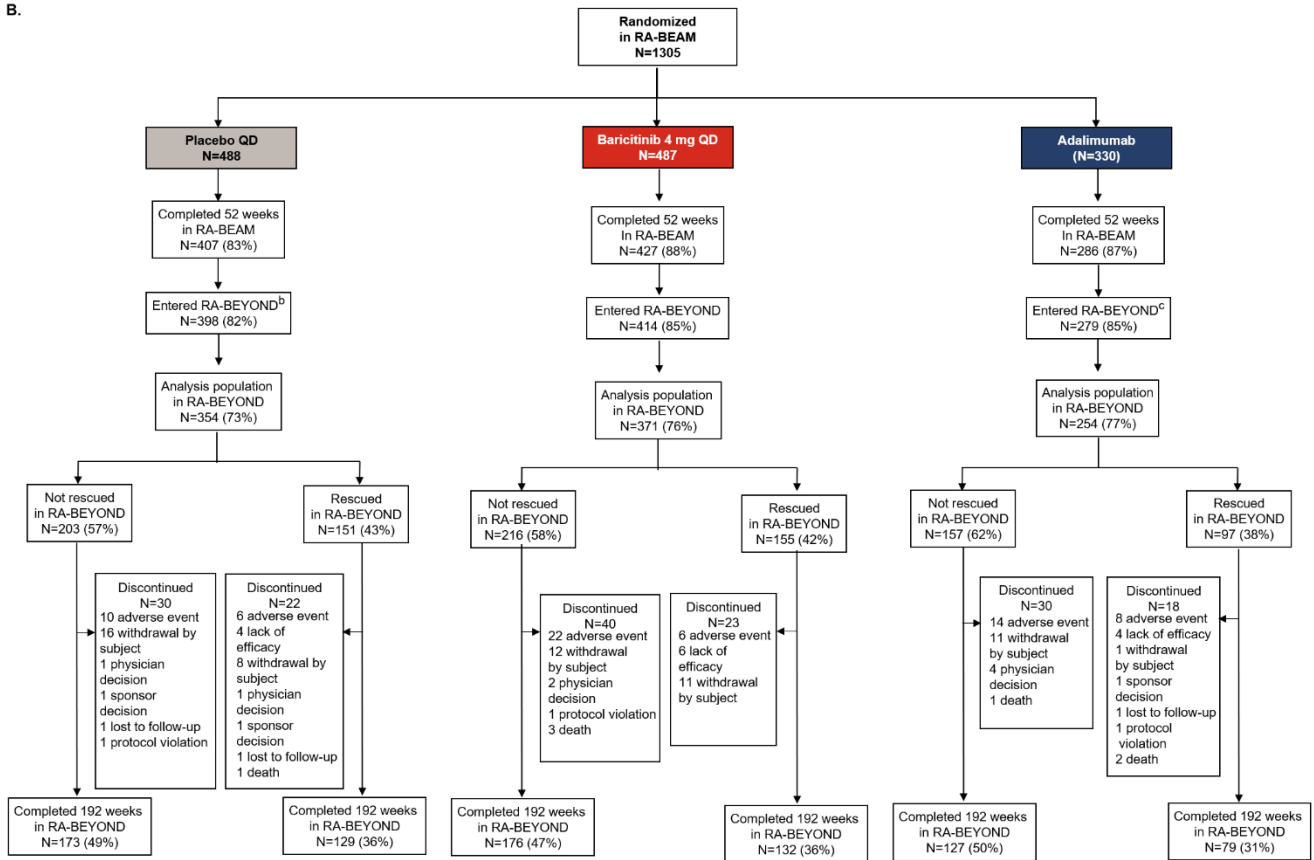 B.
Randomized
in RA-BEAM
N=1305
Placebo QD
N=488
Baricitinib 4 mg QD
N=487
Adalimumab
(N=330)
Completed 52 weeks
in RA-BEAM
N=407 (83%)
Completed 52 weeks
In RA-BEAM
N=427 (88%)
Completed 52 weeks
In RA-BEAM
N=286 (87%)
Entered RA-BEYONDb
N=398 (82%)
Entered RA-BEYOND
N=414 (85%)
Entered RA-BEYONDc
N=279 (85%)
Analysis population
in RA-BEYOND
N=354 (73%)
Analysis population
in RA-BEYOND
N=371 (76%)
Analysis population
in RA-BEYOND
N=254 (77%)
Not rescued
in RA-BEYOND
N=203 (57%)
Rescued
in RA-BEYOND
N=151 (43%)
Not rescued
in RA-BEYOND
N=216 (58%)
Rescued
in RA-BEYOND
N=155 (42%)
Not rescued
in RA-BEYOND
N=157 (62%)
Rescued
in RA-BEYOND
N=97 (38%)
Discontinued
N=30
10 adverse event
16 withdrawal by
subject
1 physician
decision
1 sponsor
decision
1 lost to follow-up
1 protocol violation
Discontinued
N=22
6 adverse event
4 lack of
efficacy
8 withdrawal by
subject
1 physician
decision
1 sponsor
decision
1 lost to follow-up
1 death
Discontinued
N=40
22 adverse event
12 withdrawal
by subject
2 physician
decision
1 protocol violation
3 death
Discontinued
N=23
6 adverse event
6 lack of
efficacy
11 withdrawal
by subject
Discontinued
N=30
14 adverse event
11 withdrawal
by subject
4 physician
decision
1 death
Discontinued
N=18
8 adverse event
4 lack of efficacy
1 withdrawal
by subject
1 sponsor
decision
1 lost to follow-up
1 protocol
violation
2 death
Completed 192 weeks
in RA-BEYOND
N=173 (49%)
Completed 192 weeks
in RA-BEYOND
N=129 (36%)
Completed 192 weeks
in RA-BEYOND
N=176 (47%)
Completed 192 weeks
in RA-BEYOND
N=132 (36%)
Completed 192 weeks
in RA-BEYOND
N=127 (50%)
Completed 192 weeks
in RA-BEYOND
N=79 (31%)